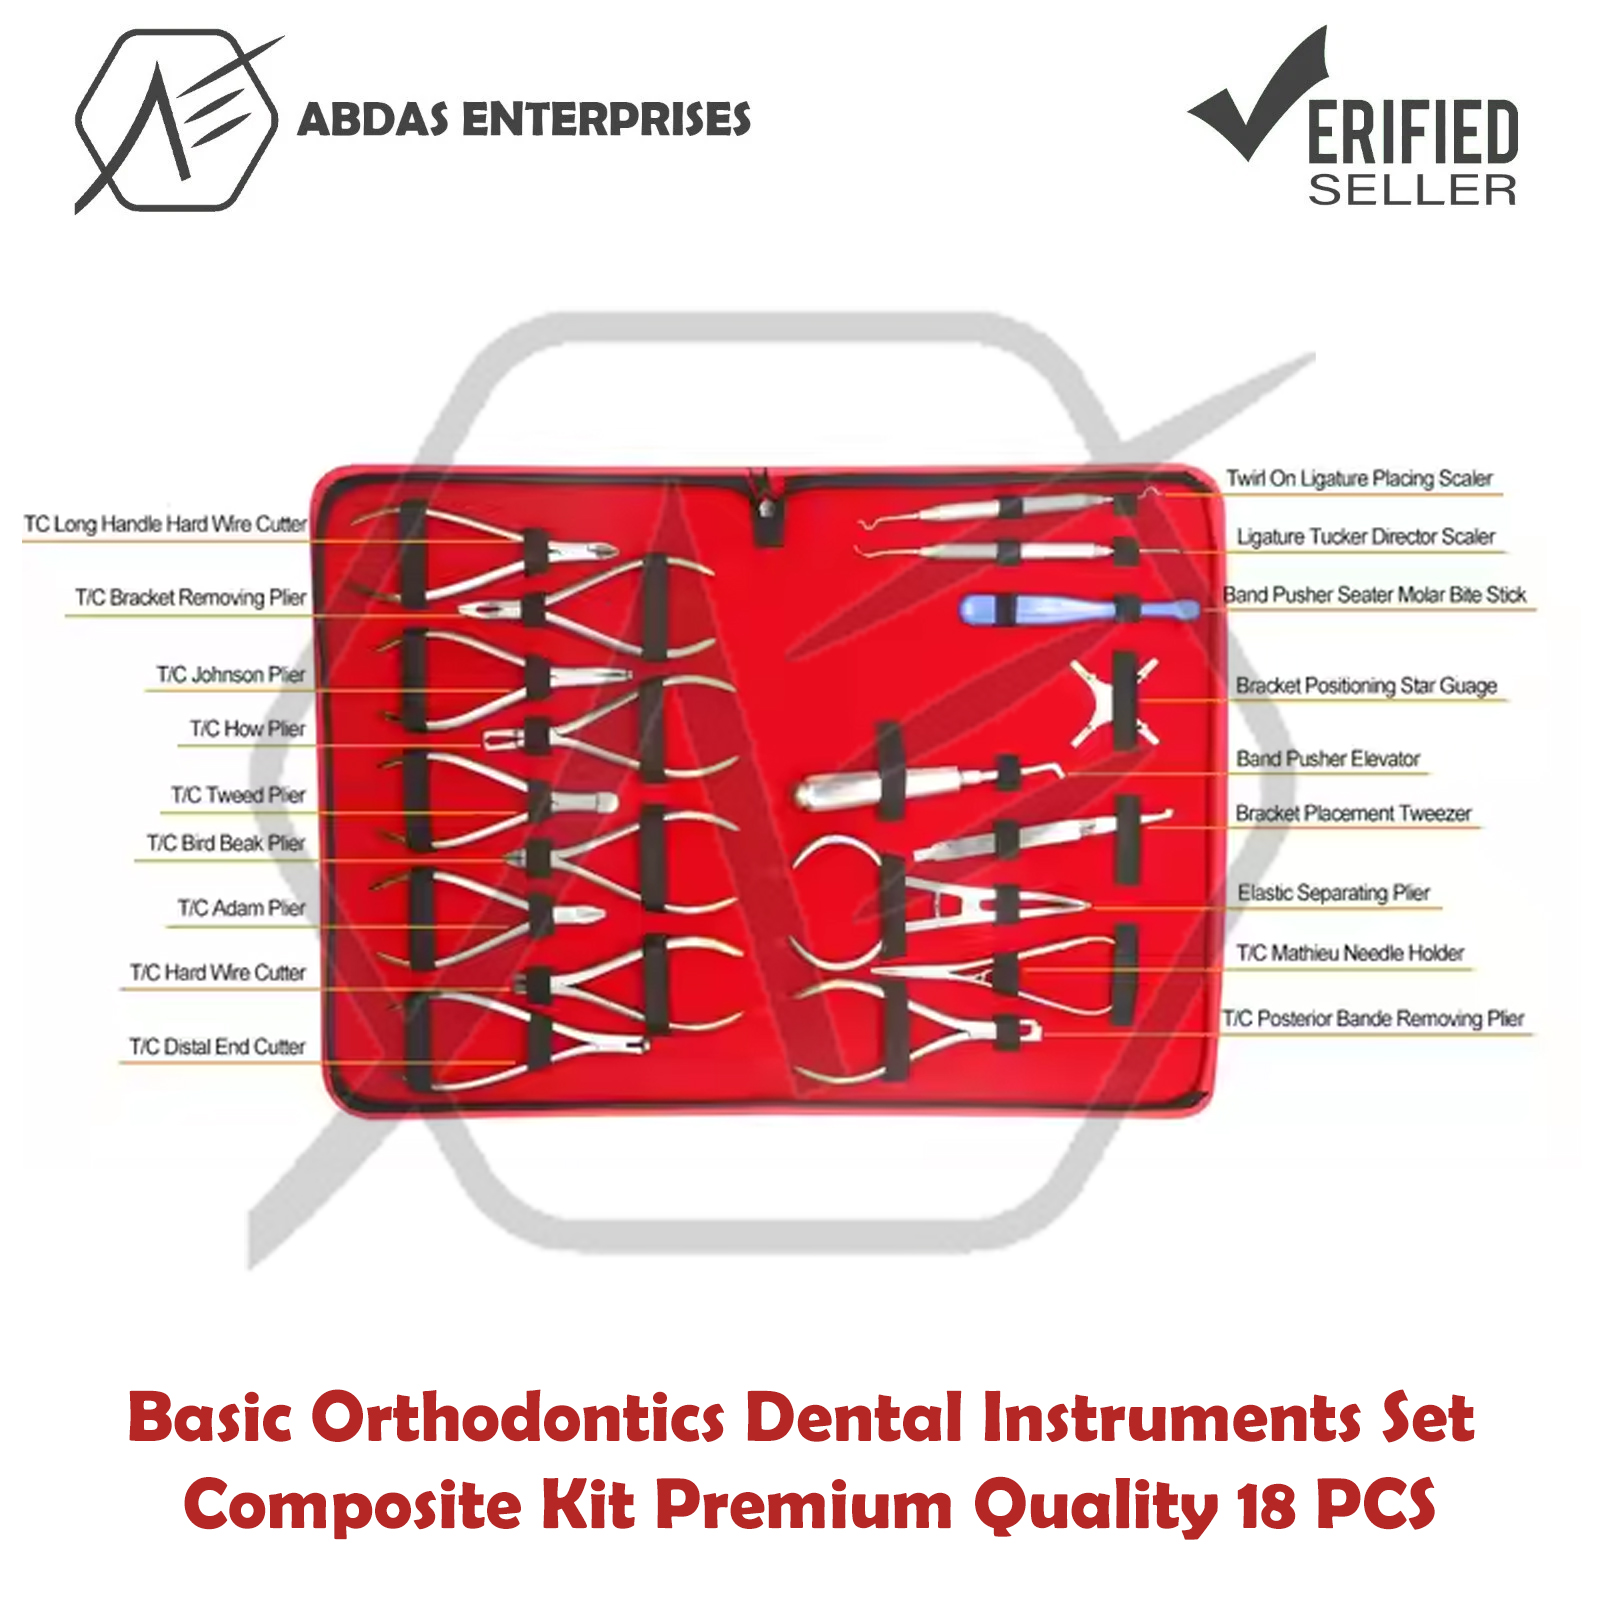 ABDAS ENTERPRISES
VERIFIED
SELLER
TC Long Handle Hard Wire Cutter
T/C Bracket Removing Plier
T/C Johnson Plier
T/C How Plier
T/C Tweed Plier
T/C Bird Beak Plier
T/C Adam Plier
T/C Hard Wire Cutter
T/C Distal End Cutter
Twirl On Ligature Placing Scaler
Ligature Tucker Director Scaler
Band Pusher Seater Molar Bite Stick
Bracket Positioning Star Guage
Band Pusher Elevator
Bracket Placement Tweezer
Elastic Separating Plier
T/C Mathieu Needle Holder
T/C Posterior Bande Removing Plier
Basic Orthodontics Dental Instruments Set
Composite Kit Premium Quality 18 PCS